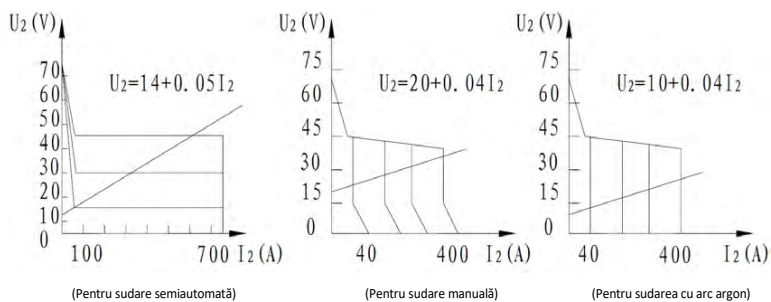 U₂(V)
70
60
50
40
30
20
10
0
100
700
I₂(A)
U₂=14+0.05I₂
(Pentru sudare semiautomată)
U₂(V)
75
60
45
30
15
0
40
400
I₂(A)
U₂=20+0.04I₂
(Pentru sudare manuală)
U₂(V)
75
60
45
30
15
0
40
400
I₂(A)
U₂=10+0.04I₂
(Pentru sudarea cu arc argon)